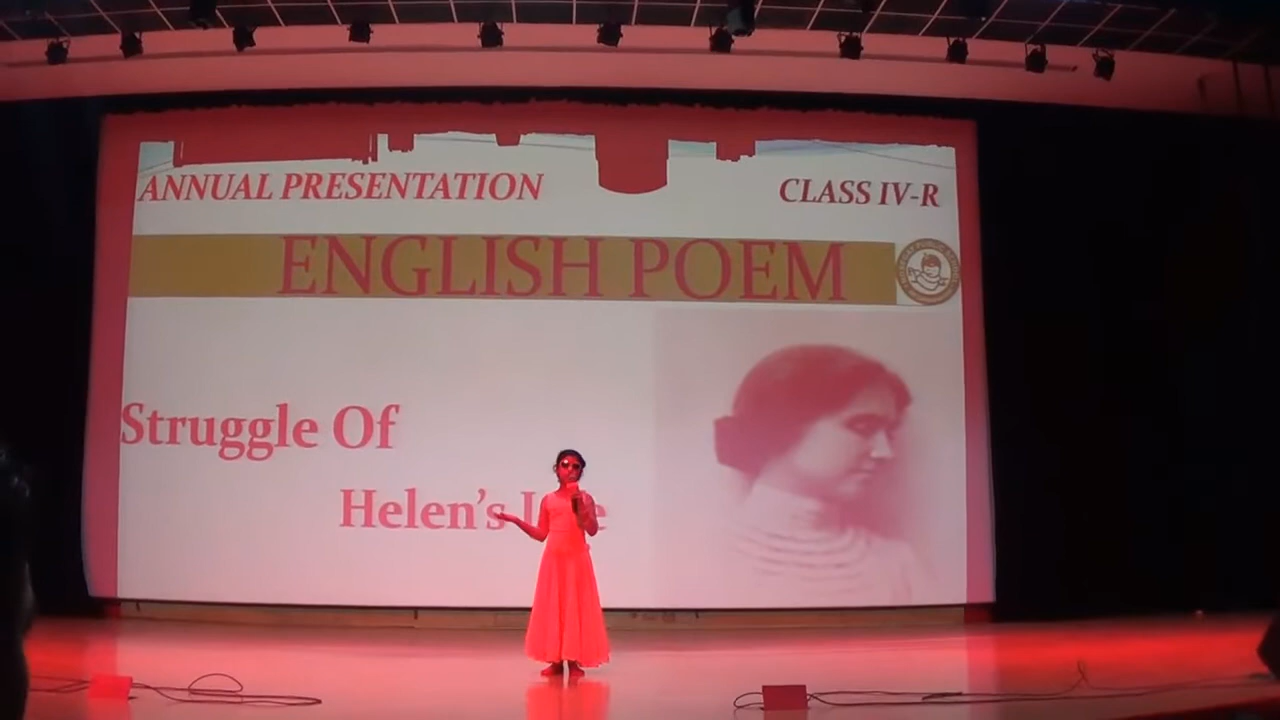 ANNUAL PRESENTATION
CLASS IV-R
ENGLISH POEM
Struggle Of
Helen's